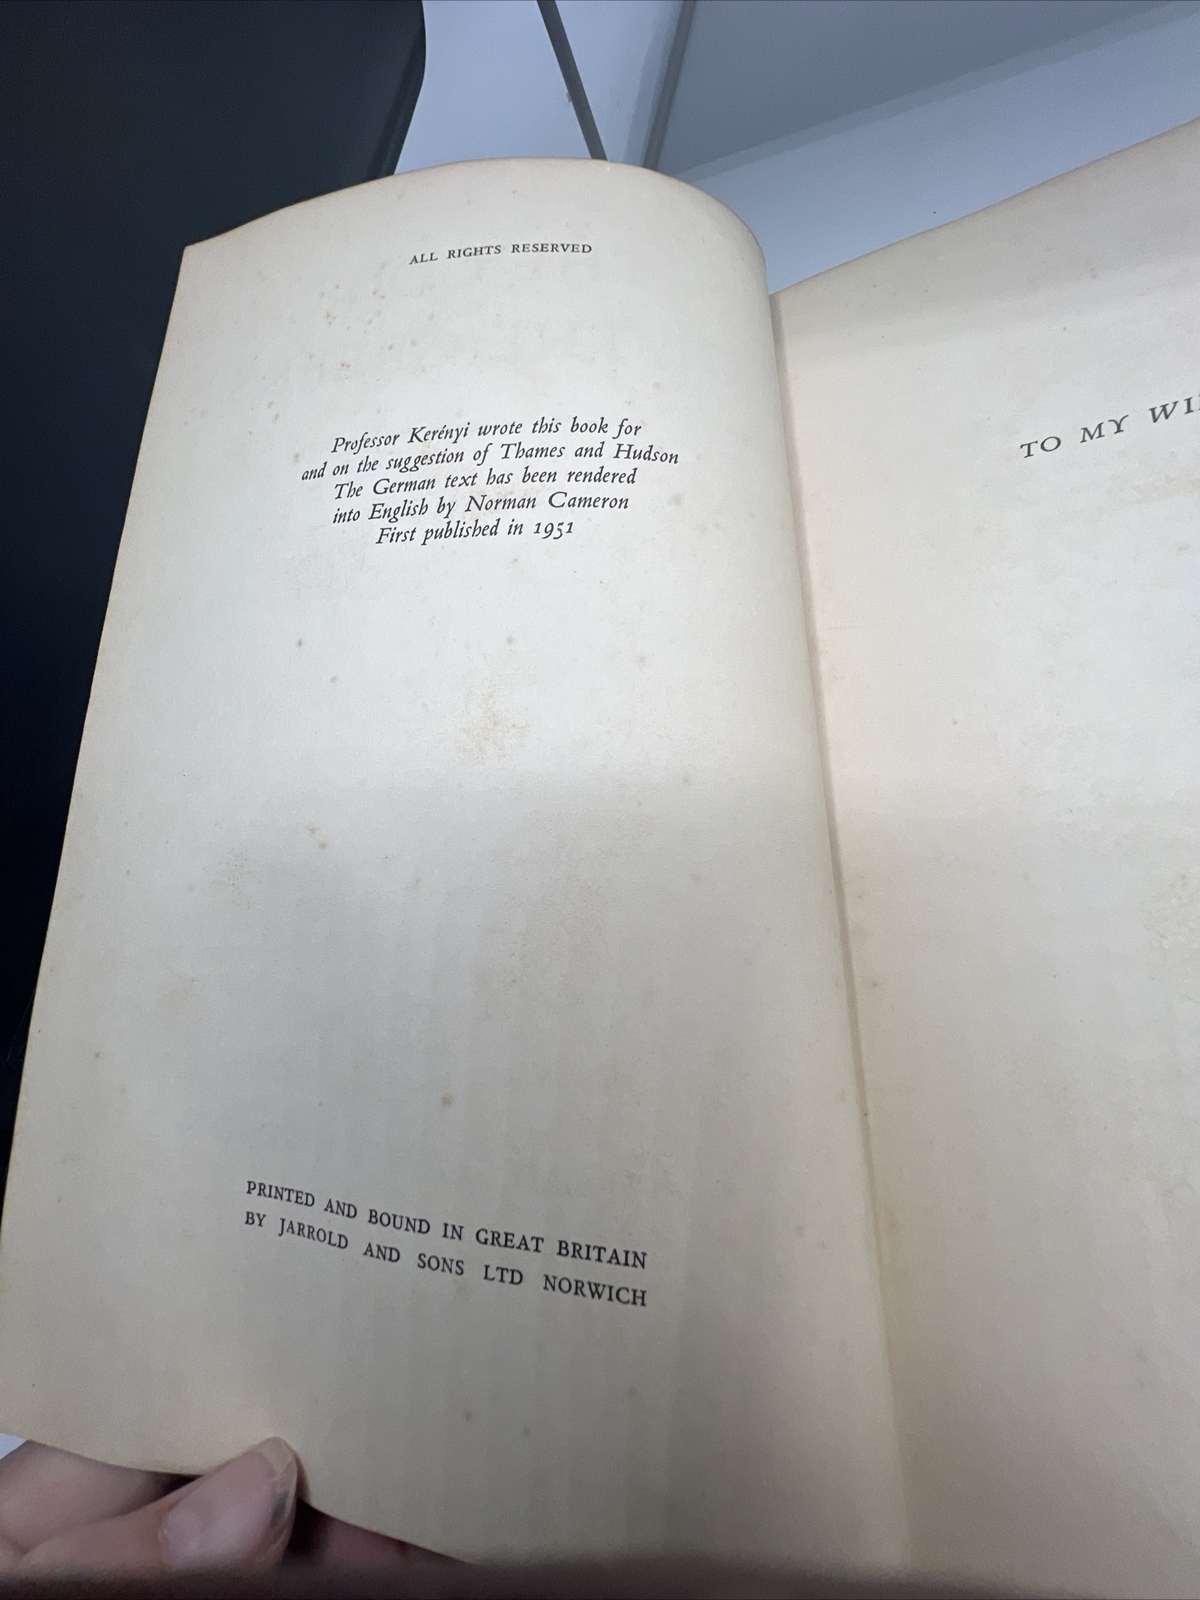 ALL RIGHTS RESERVED
Professor Kerényi wrote this book for
and on the suggestion of Thames and Hudson
The German text has been rendered
into English by Norman Cameron
First published in 1951
PRINTED AND BOUND IN GREAT BRITAIN
BY JARROLD AND SONS LTD NORWICH
TO MY